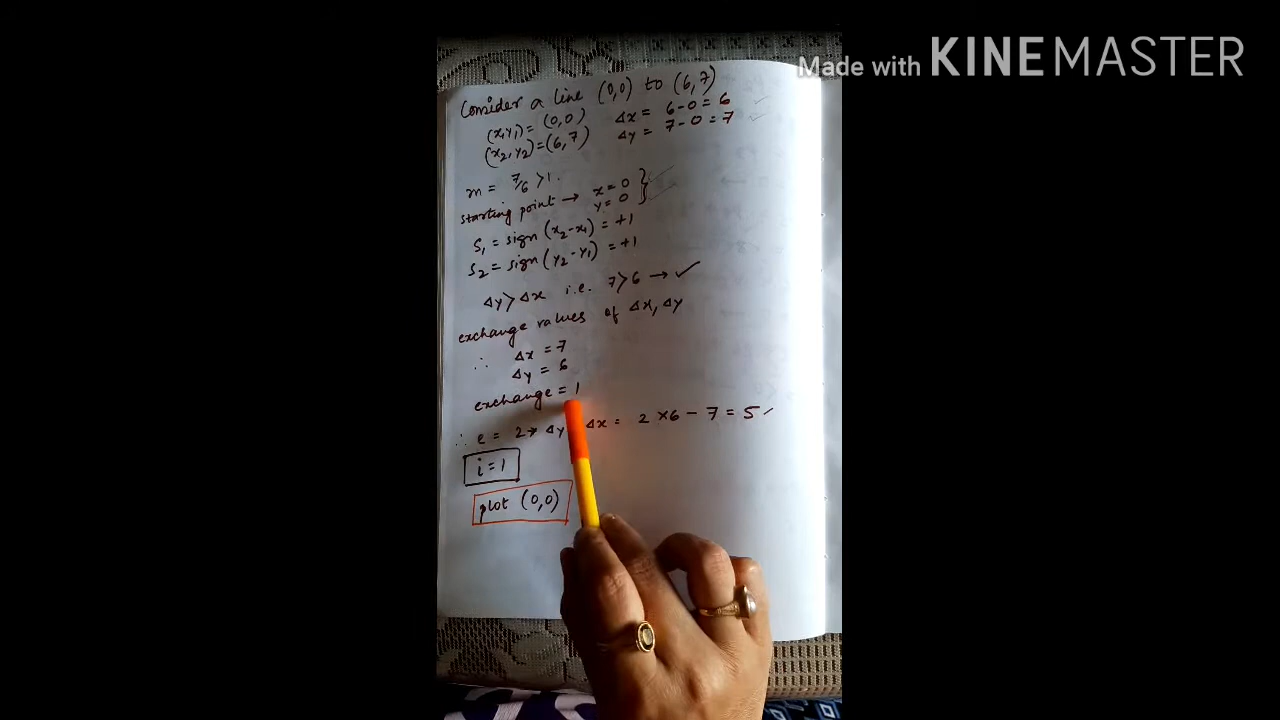 Made with KINEMASTER
Consider a line (0,0) to (6,7)
(x1,y1) = (0,0) Δx = 6-0 = 6
(x2,y2) = (6,7) Δy = 7-0 = 7
m = 7/6 > 1.
starting point → x = 0
y = 0
S1 = sign (x2-x1) = +1
S2 = sign (y2-y1) = +1
Δy > Δx i.e. 7 > 6 → ✓
exchange values of Δx, Δy
∴ Δx = 7
Δy = 6
exchange = 1
∴ e = 2* Δy Δx = 2 × 6 - 7 = 5
i = 1
plot (0,0)